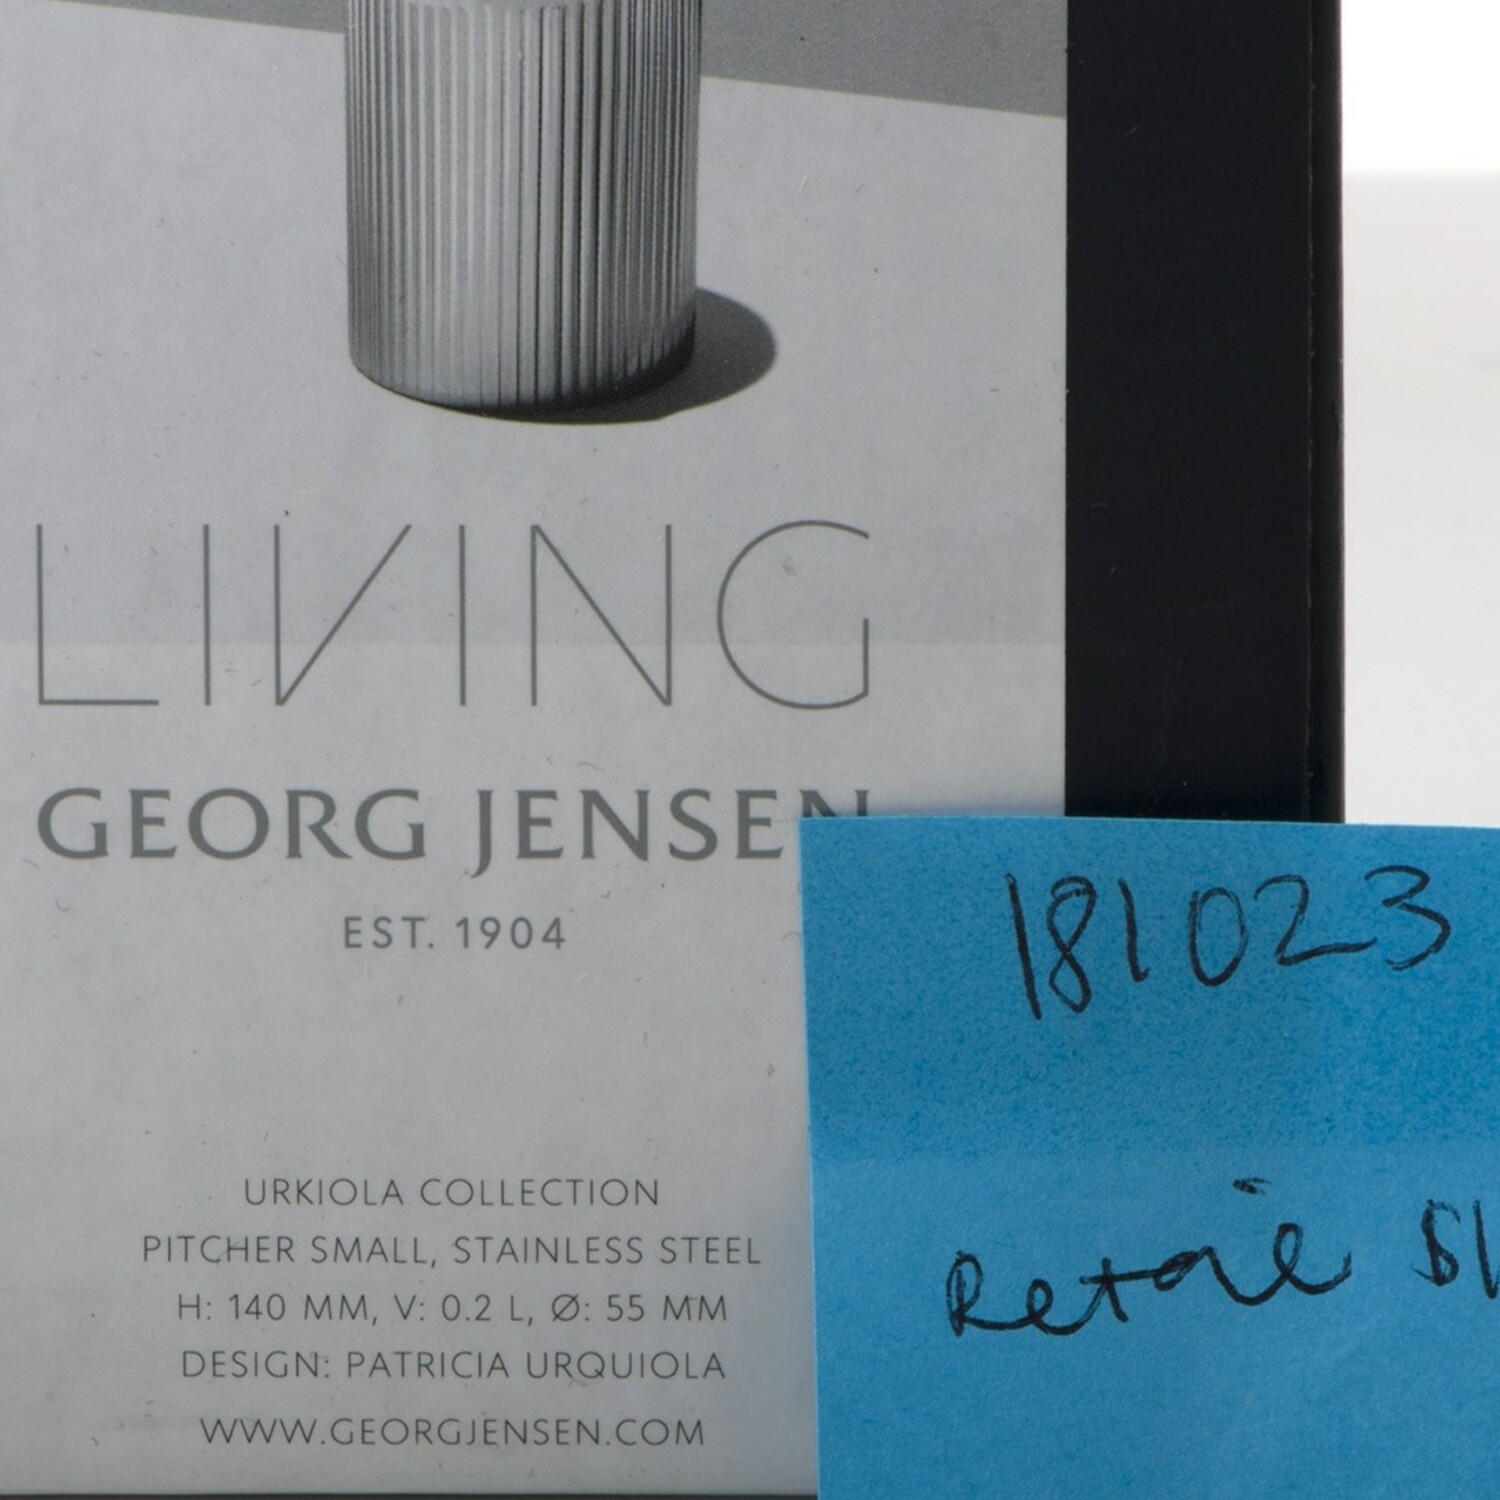 LIVING
GEORG JENSEN
EST. 1904
181023
URKIOLA COLLECTION
Retail
PITCHER SMALL, STAINLESS STEEL
H: 140 MM, V: 0.2 L, Ø: 55 MM
DESIGN: PATRICIA URQUIOLA
WWW.GEORGJENSEN.COM